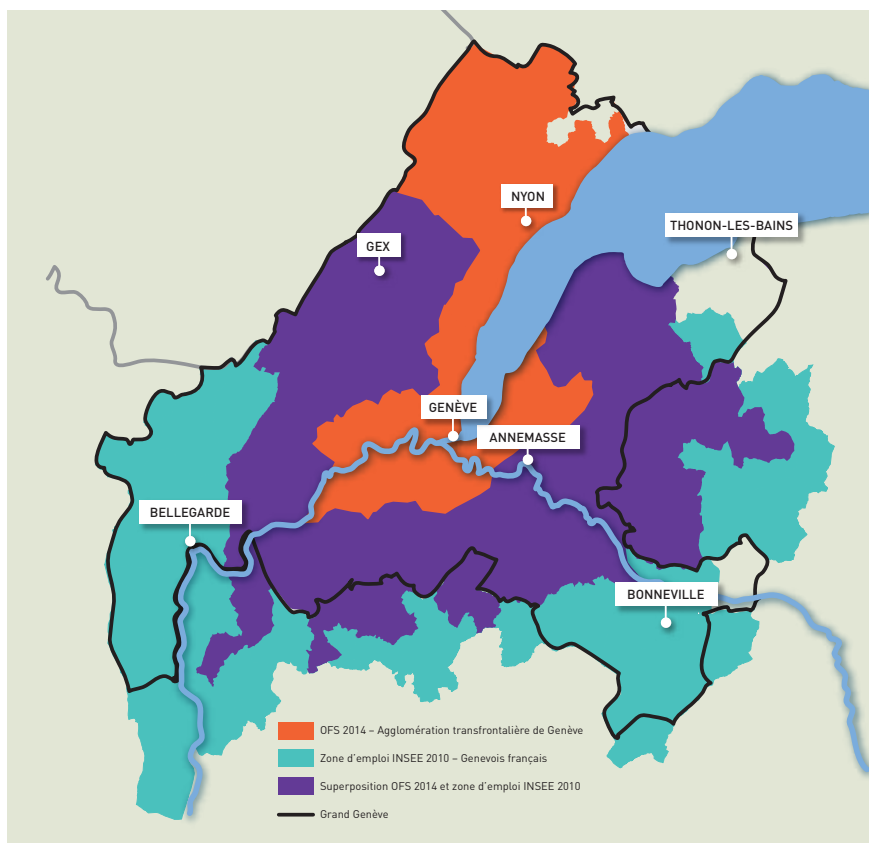 NYON
THONON-LES-BAINS
GEX
GENÈVE
ANNEMASSE
BELLEGARDE
BONNEVILLE
OFS 2014 – Agglomération transfrontalière de Genève
Zone d'emploi INSEE 2010 – Genevois français
Superposition OFS 2014 et zone d'emploi INSEE 2010
Grand Genève